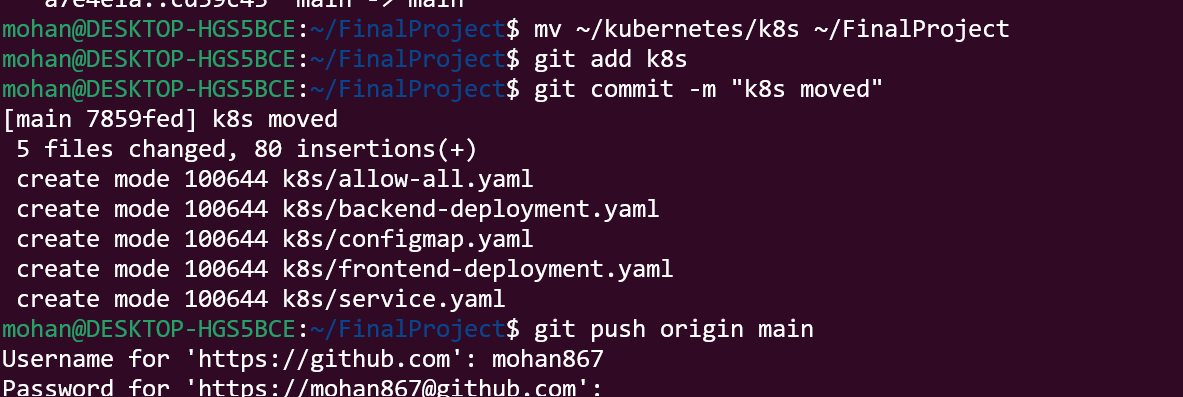 a7e4e1a..cd59c45  main -> main
mohan@DESKTOP-HGS5BCE:~/FinalProject$ mv ~/kubernetes/k8s ~/FinalProject
mohan@DESKTOP-HGS5BCE:~/FinalProject$ git add k8s
mohan@DESKTOP-HGS5BCE:~/FinalProject$ git commit -m "k8s moved"
[main 7859fed] k8s moved
 5 files changed, 80 insertions(+)
 create mode 100644 k8s/allow-all.yaml
 create mode 100644 k8s/backend-deployment.yaml
 create mode 100644 k8s/configmap.yaml
 create mode 100644 k8s/frontend-deployment.yaml
 create mode 100644 k8s/service.yaml
mohan@DESKTOP-HGS5BCE:~/FinalProject$ git push origin main
Username for 'https://github.com': mohan867
Password for 'https://mohan867@github.com':